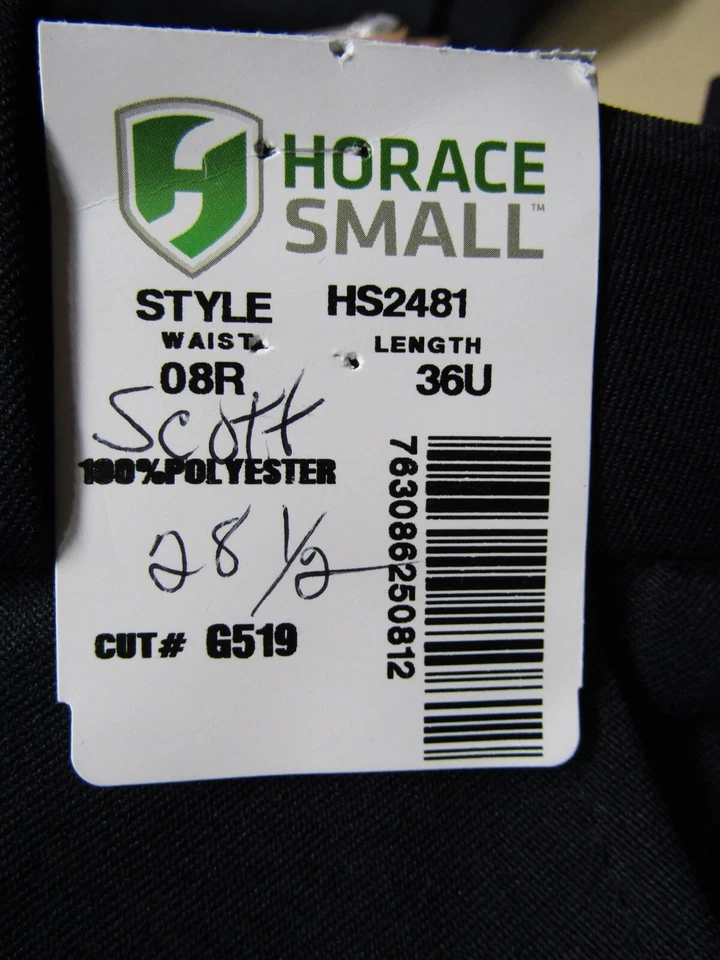 HORACE
SMALL™
STYLE HS2481
WAIST LENGTH
08R 36U
Scott
100%POLYESTER
28 1/2
CUT# G519
763086250812